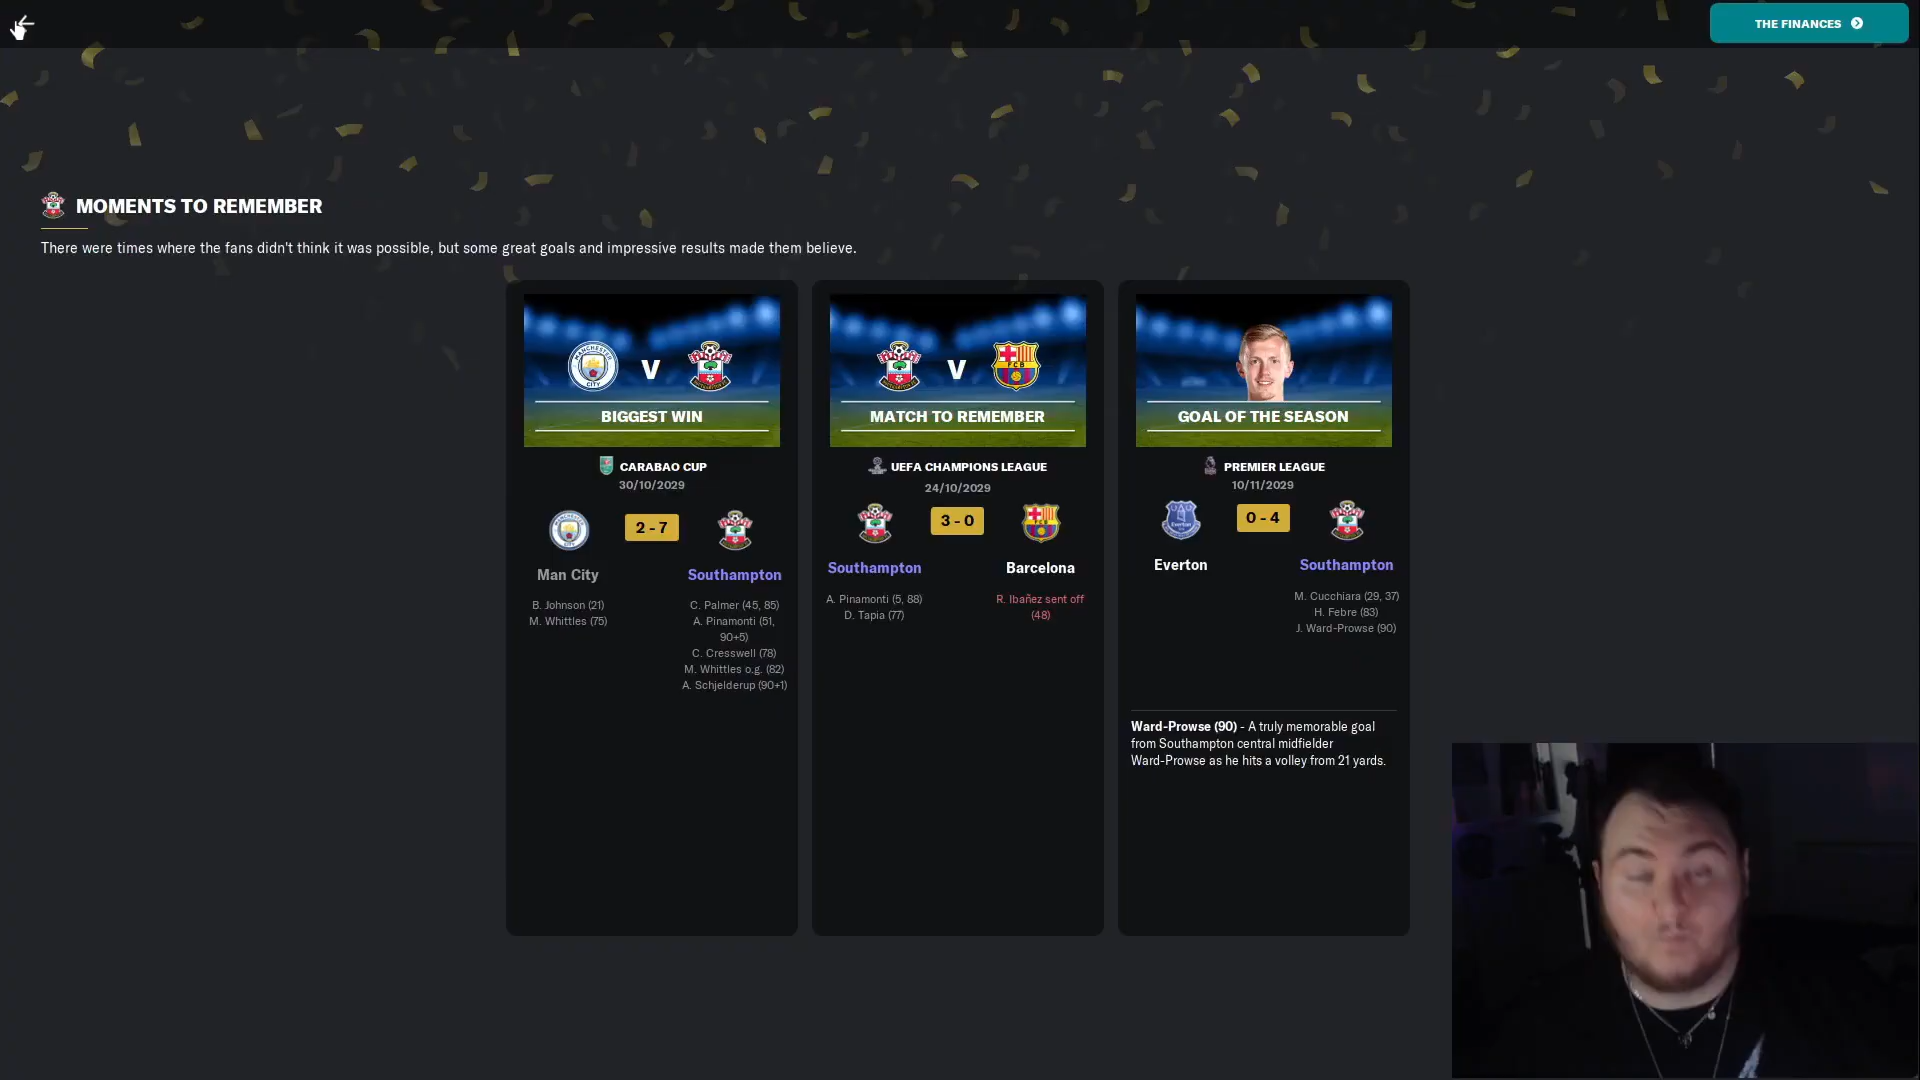 THE FINANCES
MOMENTS TO REMEMBER
There were times where the fans didn't think it was possible, but some great goals and impressive results made them believe.
V
BIGGEST WIN
CARABAO CUP
30/10/2029
2 - 7
Man City
Southampton
B. Johnson (21)
M. Whittles (75)
C. Palmer (45, 85)
A. Pinamonti (51,
90+5)
C. Cresswell (78)
M. Whittles o.g. (82)
A. Schjelderup (90+1)
V
MATCH TO REMEMBER
UEFA CHAMPIONS LEAGUE
24/10/2029
3 - 0
Southampton
Barcelona
A. Pinamonti (5, 88)
D. Tapia (77)
R. Ibañez sent off
(48)
GOAL OF THE SEASON
PREMIER LEAGUE
10/11/2029
0 - 4
Everton
Southampton
M. Cucchiara (29, 37)
H. Febre (83)
J. Ward-Prowse (90)
Ward-Prowse (90) - A truly memorable goal
from Southampton central midfielder
Ward-Prowse as he hits a volley from 21 yards.